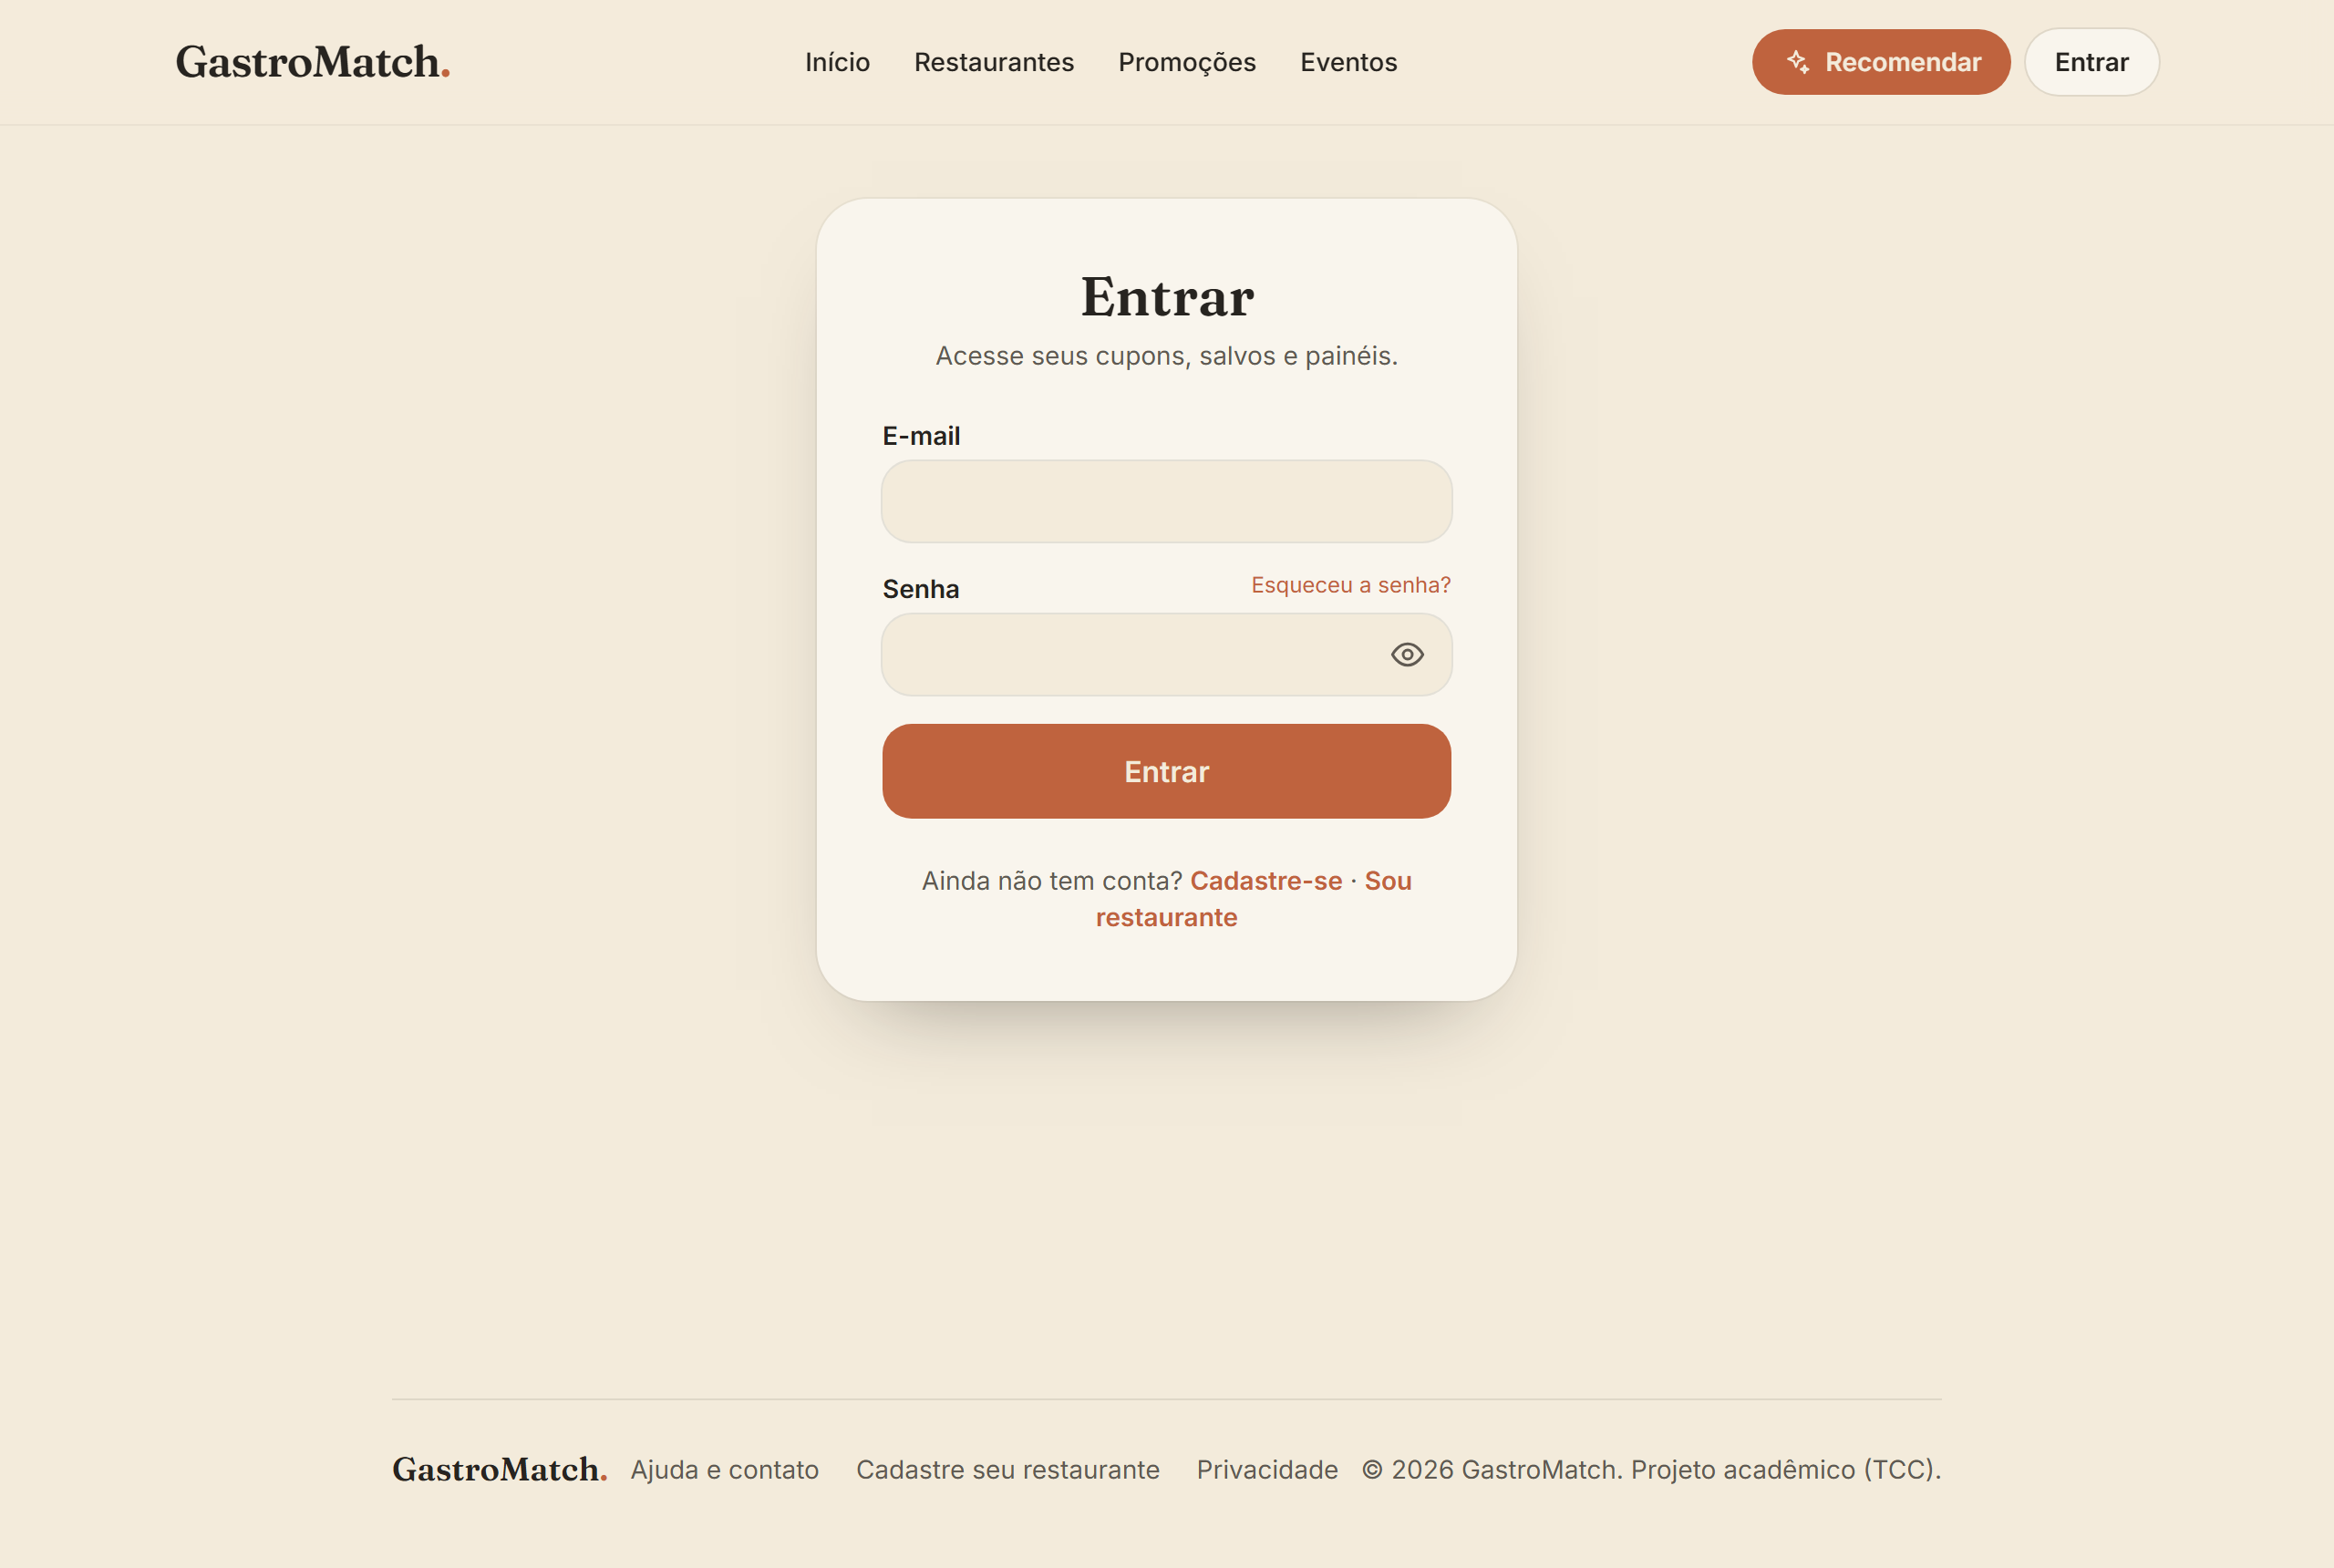 GastroMatch.
Início Restaurantes Promoções Eventos
Recomendar
Entrar
Entrar
Acesse seus cupons, salvos e painéis.
E-mail
Senha
Esqueceu a senha?
Entrar
Ainda não tem conta? Cadastre-se · Sou
restaurante
GastroMatch. Ajuda e contato Cadastre seu restaurante Privacidade © 2026 GastroMatch. Projeto acadêmico (TCC).